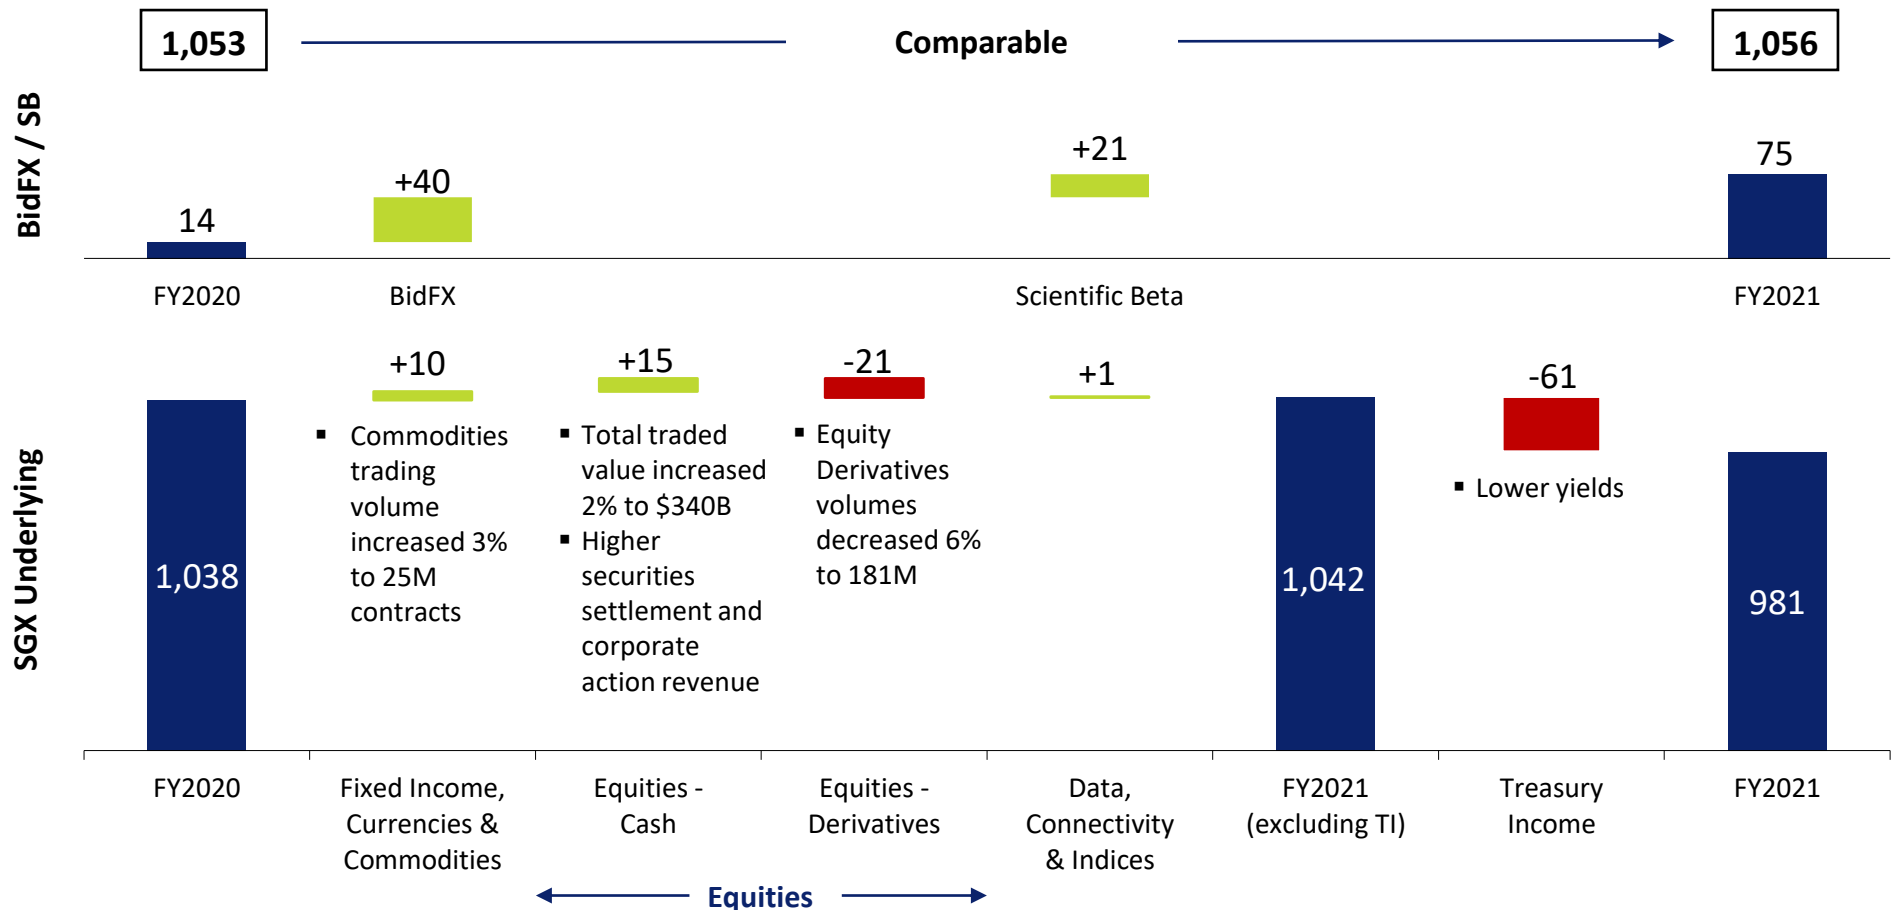 1,053
Comparable
1,056
BidFX / SB
14
+40
+21
75
FY2020
BidFX
Scientific Beta
FY2021
SGX Underlying
+10
+15
-21
+1
-61
1,038
▪ Commodities
trading
volume
increased 3%
to 25M
contracts
▪ Total traded
value increased
2% to $340B
▪ Higher
securities
settlement and
corporate
action revenue
▪ Equity
Derivatives
volumes
decreased 6%
to 181M
1,042
▪ Lower yields
981
FY2020
Fixed Income,
Currencies &
Commodities
Equities -
Cash
Equities -
Derivatives
Data,
Connectivity
& Indices
FY2021
(excluding TI)
Treasury
Income
FY2021
Equities